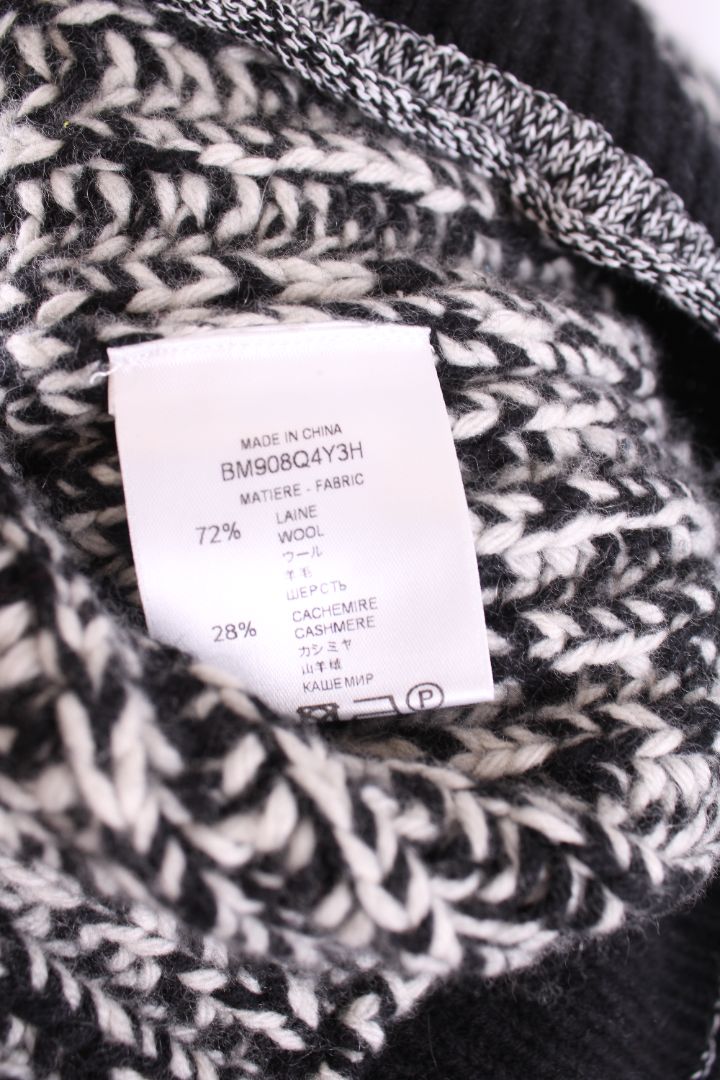 MADE IN CHINA
BM908Q4Y3H
MATIERE - FABRIC
72% LAINE
WOOL
ウール
羊毛
ШЕРСТЬ
28% CACHEMIRE
CASHMERE
カシミヤ
山羊绒
КАШЕМИР
P